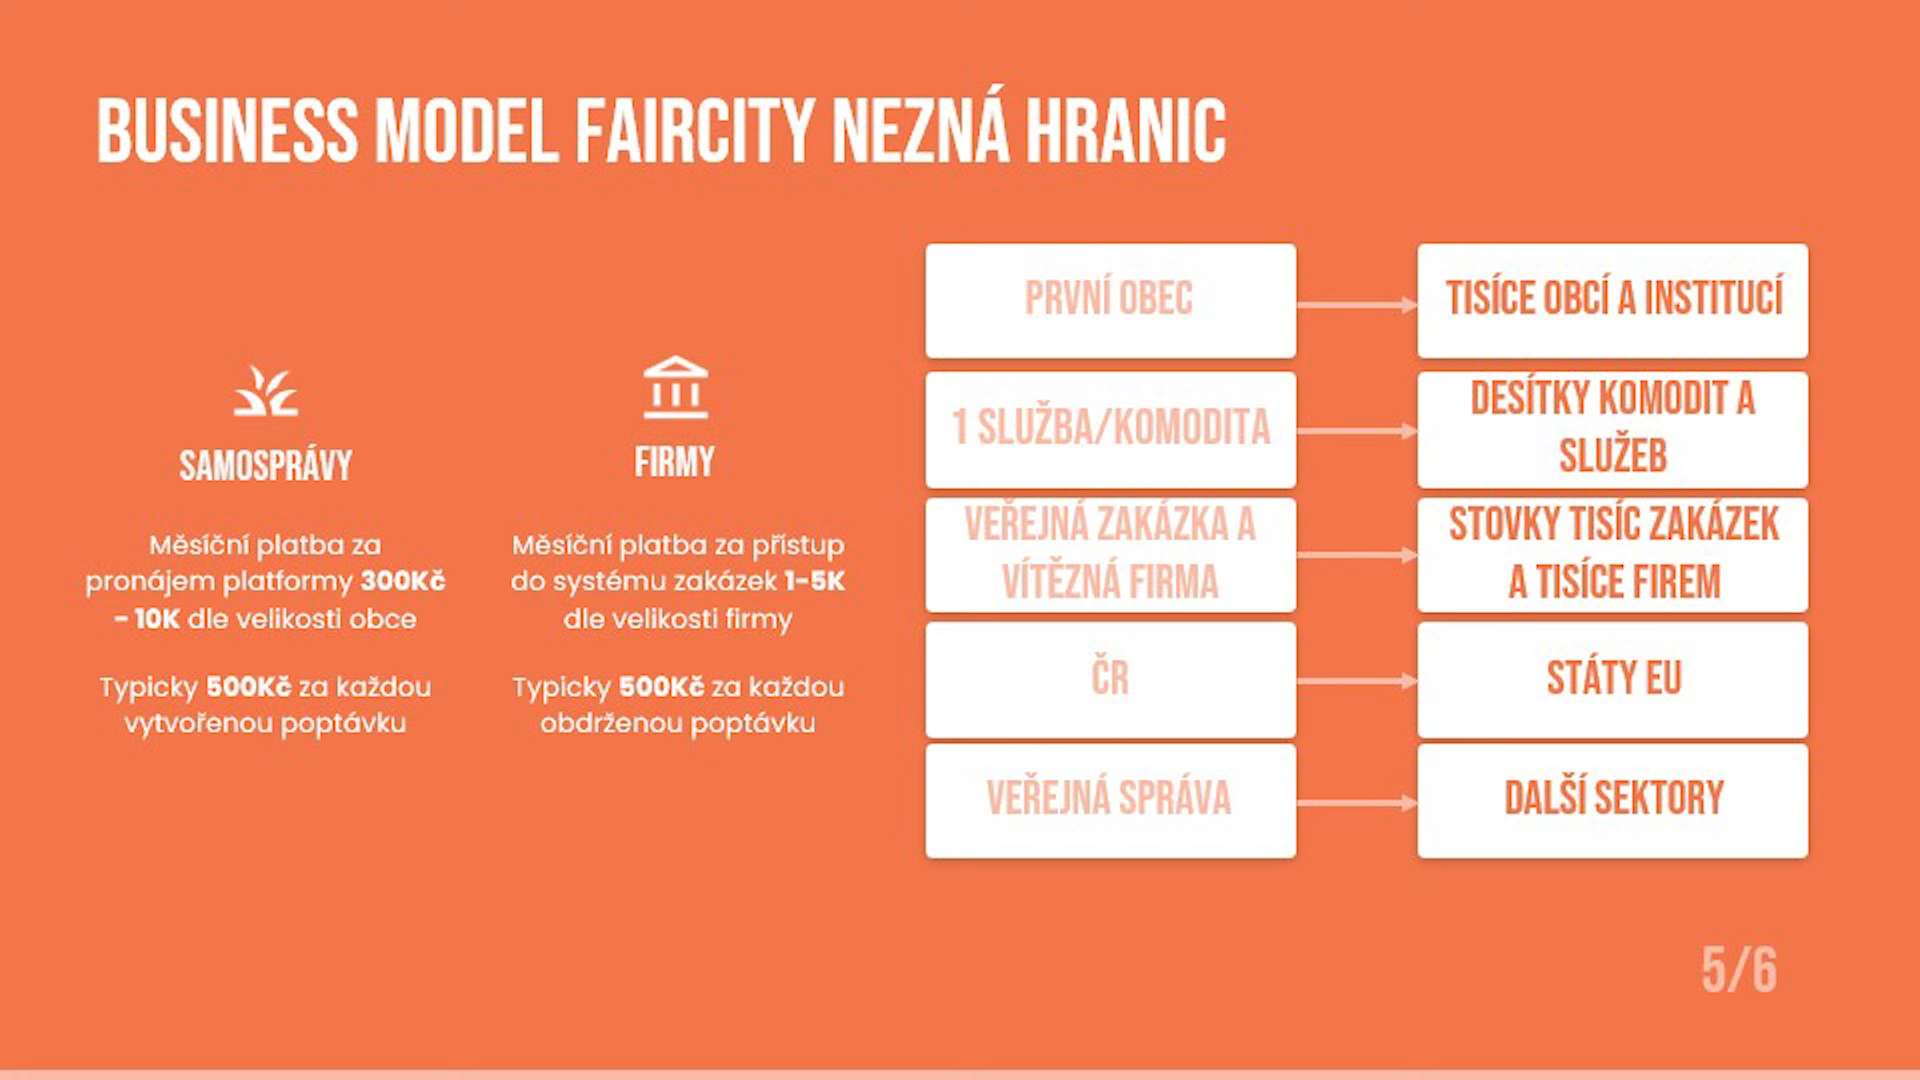 BUSINESS MODEL FAIRCITY NEZNÁ HRANIC
SAMOSPRÁVY
Měsíční platba za
pronájem platformy 300Kč
- 10K dle velikosti obce
Typicky 500Kč za každou
vytvořenou poptávku
FIRMY
Měsíční platba za přístup
do systému zakázek 1-5K
dle velikosti firmy
Typicky 500Kč za každou
obdrženou poptávku
PRVNÍ OBEC
TISÍCE OBCÍ A INSTITUCÍ
1 SLUŽBA/KOMODITA
DESÍTKY KOMODIT A
SLUŽEB
VEŘEJNÁ ZAKÁZKA A
VÍTĚZNÁ FIRMA
STOVKY TISÍC ZAKÁZEK
A TISÍCE FIREM
ČR
STÁTY EU
VEŘEJNÁ SPRÁVA
DALŠÍ SEKTORY
5/6